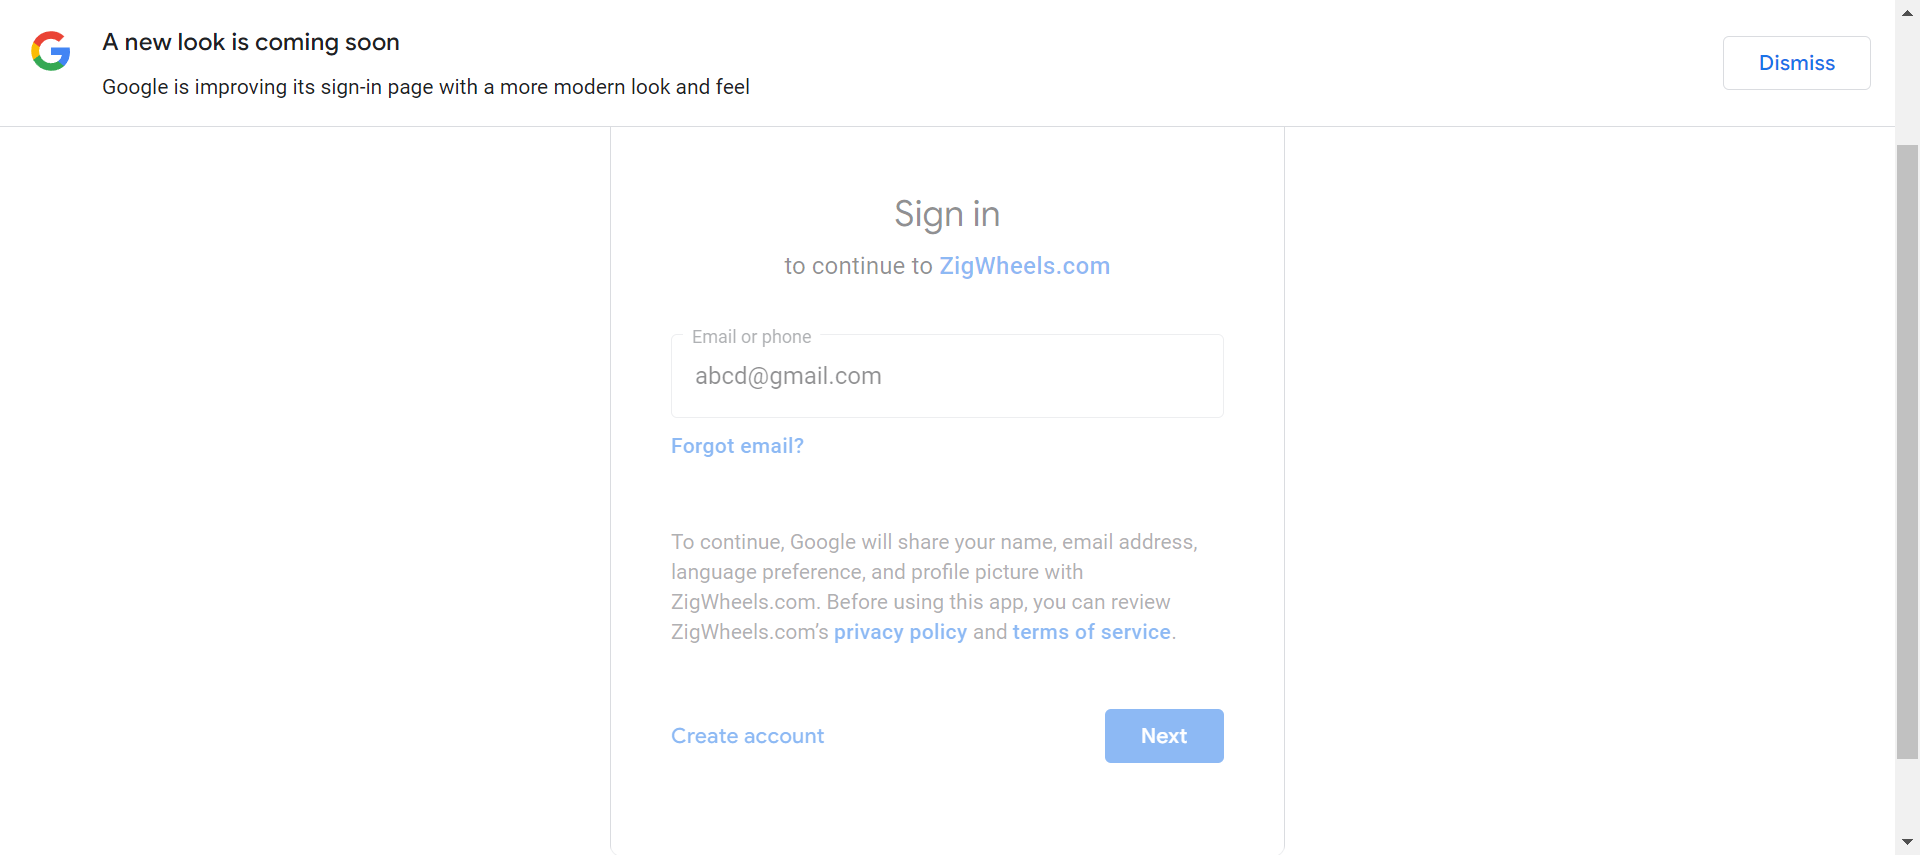 A new look is coming soon
Google is improving its sign-in page with a more modern look and feel
Dismiss
Sign in
to continue to ZigWheels.com
Email or phone
abcd@gmail.com
Forgot email?
To continue, Google will share your name, email address,
language preference, and profile picture with
ZigWheels.com. Before using this app, you can review
ZigWheels.com’s privacy policy and terms of service.
Create account
Next